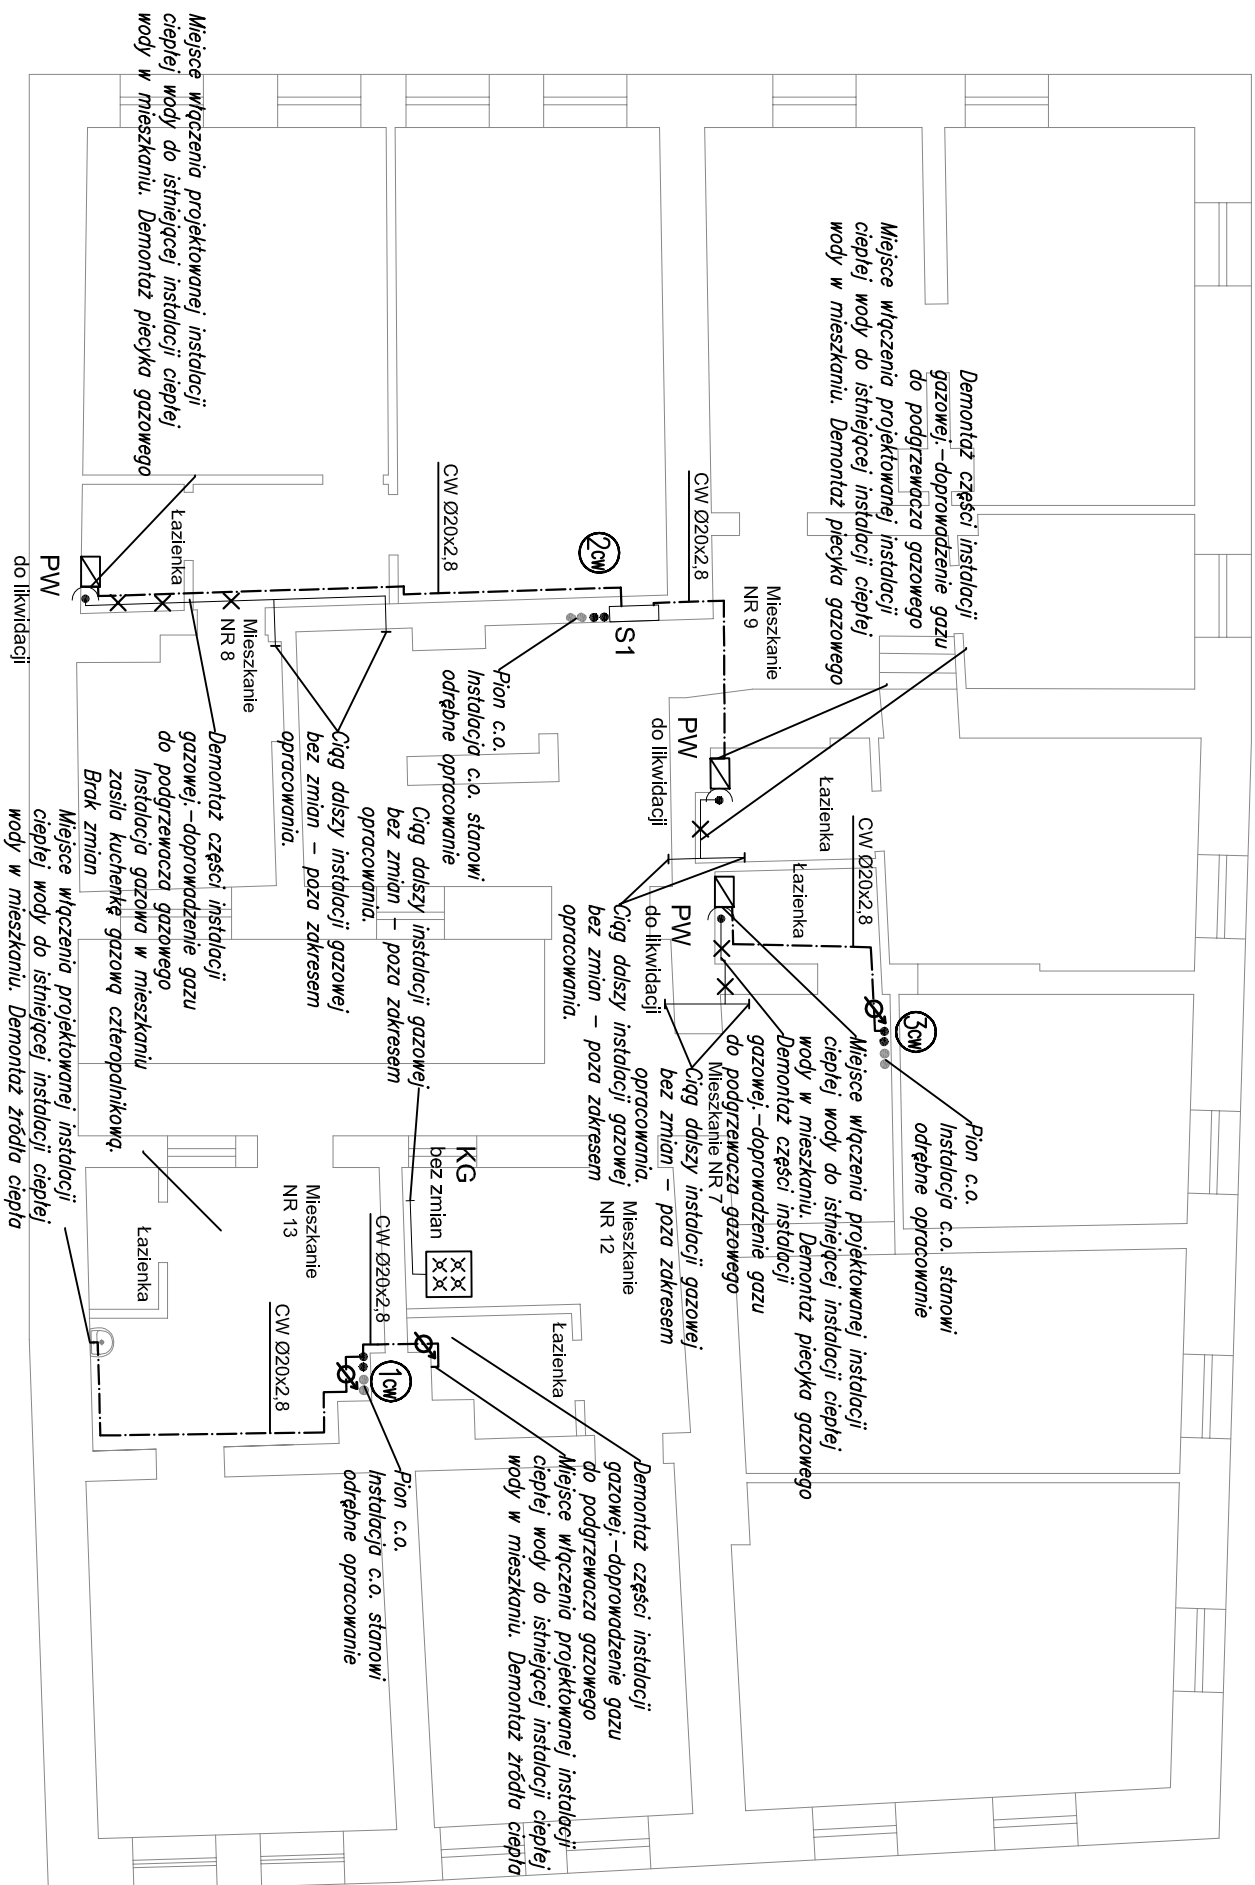 Miejsce włączenia projektowanej instalacji
ciepłej wody do istniejącej instalacji ciepłej
wody w mieszkaniu. Demontaż piecyka gazowego
Miejsce włączenia projektowanej instalacji
ciepłej wody do istniejącej instalacji ciepłej
wody w mieszkaniu. Demontaż piecyka gazowego
Demontaż części instalacji
gazowej.-doprowadzenie gazu
do podgrzewacza gazowego
CW Ø20x2,8
CW Ø20x2,8
2cw
S1
Łazienka
PW
do likwidacji
Mieszkanie
NR 8
Mieszkanie
NR 9
Pion c.o.
Instalacja c.o. stanowi
odrębne opracowanie
PW
do likwidacji
Łazienka
CW Ø20x2,8
Łazienka
PW
do likwidacji
3cw
Pion c.o.
Instalacja c.o. stanowi
odrębne opracowanie
Miejsce włączenia projektowanej instalacji
ciepłej wody do istniejącej instalacji ciepłej
wody w mieszkaniu. Demontaż piecyka gazowego
Demontaż części instalacji
gazowej.-doprowadzenie gazu
do podgrzewacza gazowego
Mieszkanie NR 7
Ciąg dalszy instalacji gazowej
bez zmian - poza zakresem
opracowania.
Ciąg dalszy instalacji gazowej
bez zmian - poza zakresem
opracowania.
Mieszkanie
NR 12
Ciąg dalszy instalacji gazowej
bez zmian - poza zakresem
opracowania.
Ciąg dalszy instalacji gazowej
bez zmian - poza zakresem
opracowania.
Demontaż części instalacji
gazowej.-doprowadzenie gazu
do podgrzewacza gazowego
Instalacja gazowa w mieszkaniu
zasila kuchenkę gazową czteropalnikową.
Brak zmian
Miejsce włączenia projektowanej instalacji
ciepłej wody do istniejącej instalacji ciepłej
wody w mieszkaniu. Demontaż źródła ciepła
KG
bez zmian
Mieszkanie
NR 13
Łazienka
CW Ø20x2,8
CW Ø20x2,8
1cw
Łazienka
Pion c.o.
Instalacja c.o. stanowi
odrębne opracowanie
Demontaż części instalacji
gazowej.-doprowadzenie gazu
do podgrzewacza gazowego
Miejsce włączenia projektowanej instalacji
ciepłej wody do istniejącej instalacji ciepłej
wody w mieszkaniu. Demontaż źródła ciepła